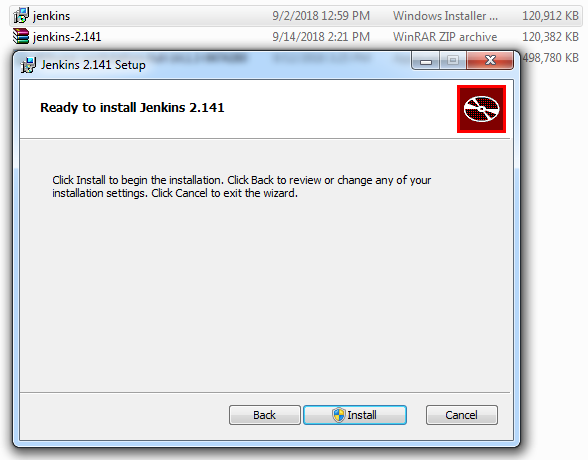 jenkins 9/2/2018 12:59 PM Windows Installer ... 120,912 KB
jenkins-2.141 9/14/2018 2:21 PM WinRAR ZIP archive 120,382 KB
498,780 KB
Jenkins 2.141 Setup
Ready to install Jenkins 2.141
Click Install to begin the installation. Click Back to review or change any of your
installation settings. Click Cancel to exit the wizard.
Back Install Cancel